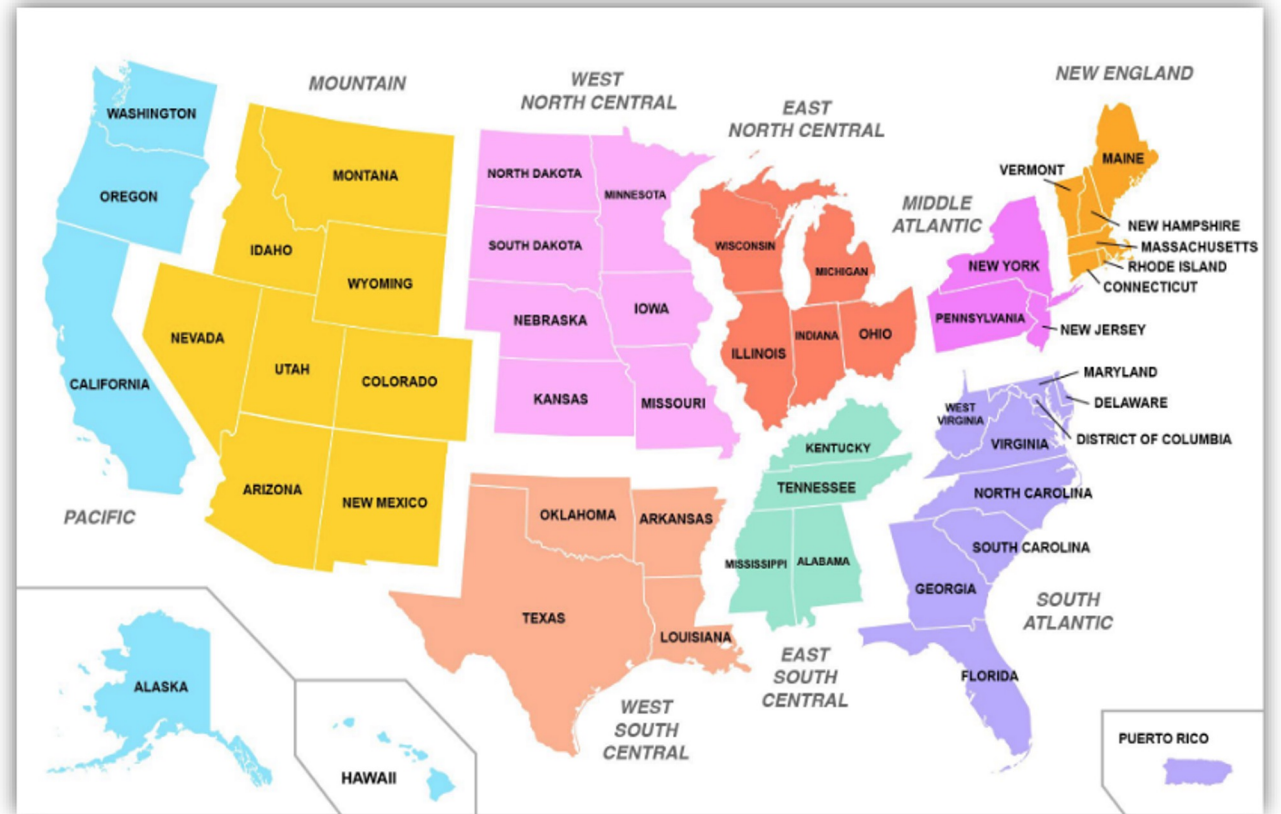 MOUNTAIN
WEST
NORTH CENTRAL
EAST
NORTH CENTRAL
NEW ENGLAND
MIDDLE
ATLANTIC
WASHINGTON
OREGON
CALIFORNIA
PACIFIC
MONTANA
IDAHO
WYOMING
NEVADA
UTAH
COLORADO
ARIZONA
NEW MEXICO
NORTH DAKOTA
MINNESOTA
SOUTH DAKOTA
NEBRASKA
IOWA
KANSAS
MISSOURI
WISCONSIN
MICHIGAN
ILLINOIS
INDIANA
OHIO
VERMONT
MAINE
NEW HAMPSHIRE
MASSACHUSETTS
RHODE ISLAND
CONNECTICUT
NEW YORK
PENNSYLVANIA
NEW JERSEY
MARYLAND
DELAWARE
DISTRICT OF COLUMBIA
WEST
VIRGINIA
VIRGINIA
NORTH CAROLINA
SOUTH CAROLINA
GEORGIA
FLORIDA
SOUTH
ATLANTIC
KENTUCKY
TENNESSEE
MISSISSIPPI
ALABAMA
EAST
SOUTH
CENTRAL
OKLAHOMA
ARKANSAS
TEXAS
LOUISIANA
WEST
SOUTH
CENTRAL
ALASKA
HAWAII
PUERTO RICO